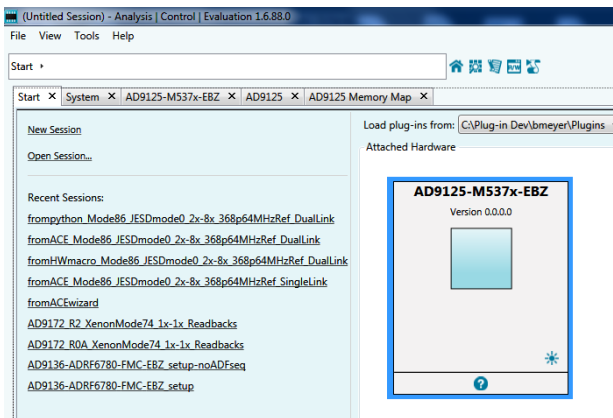 (Untitled Session) - Analysis | Control | Evaluation 1.6.88.0
File View Tools Help
Start
Start System AD9125-M537x-EBZ AD9125 AD9125 Memory Map
New Session
Open Session...
Recent Sessions:
frompython_Mode86_JESDmode0_2x-8x_368p64MHzRef_DualLink
fromACE_Mode86_JESDmode0_2x-8x_368p64MHzRef_DualLink
fromHWmacro_Mode86_JESDmode0_2x-8x_368p64MHzRef_DualLink
fromACE_Mode86_JESDmode0_2x-8x_368p64MHzRef_SingleLink
fromACEwizard
AD9172_R2_XenonMode74_1x-1x_Readbacks
AD9172_R0A_XenonMode74_1x-1x_Readbacks
AD9136-ADRF6780-FMC-EBZ_setup-noADFseq
AD9136-ADRF6780-FMC-EBZ_setup
Load plug-ins from: C:\Plug-in Dev\bmeyer\Plugins
Attached Hardware
AD9125-M537x-EBZ
Version 0.0.0.0
?